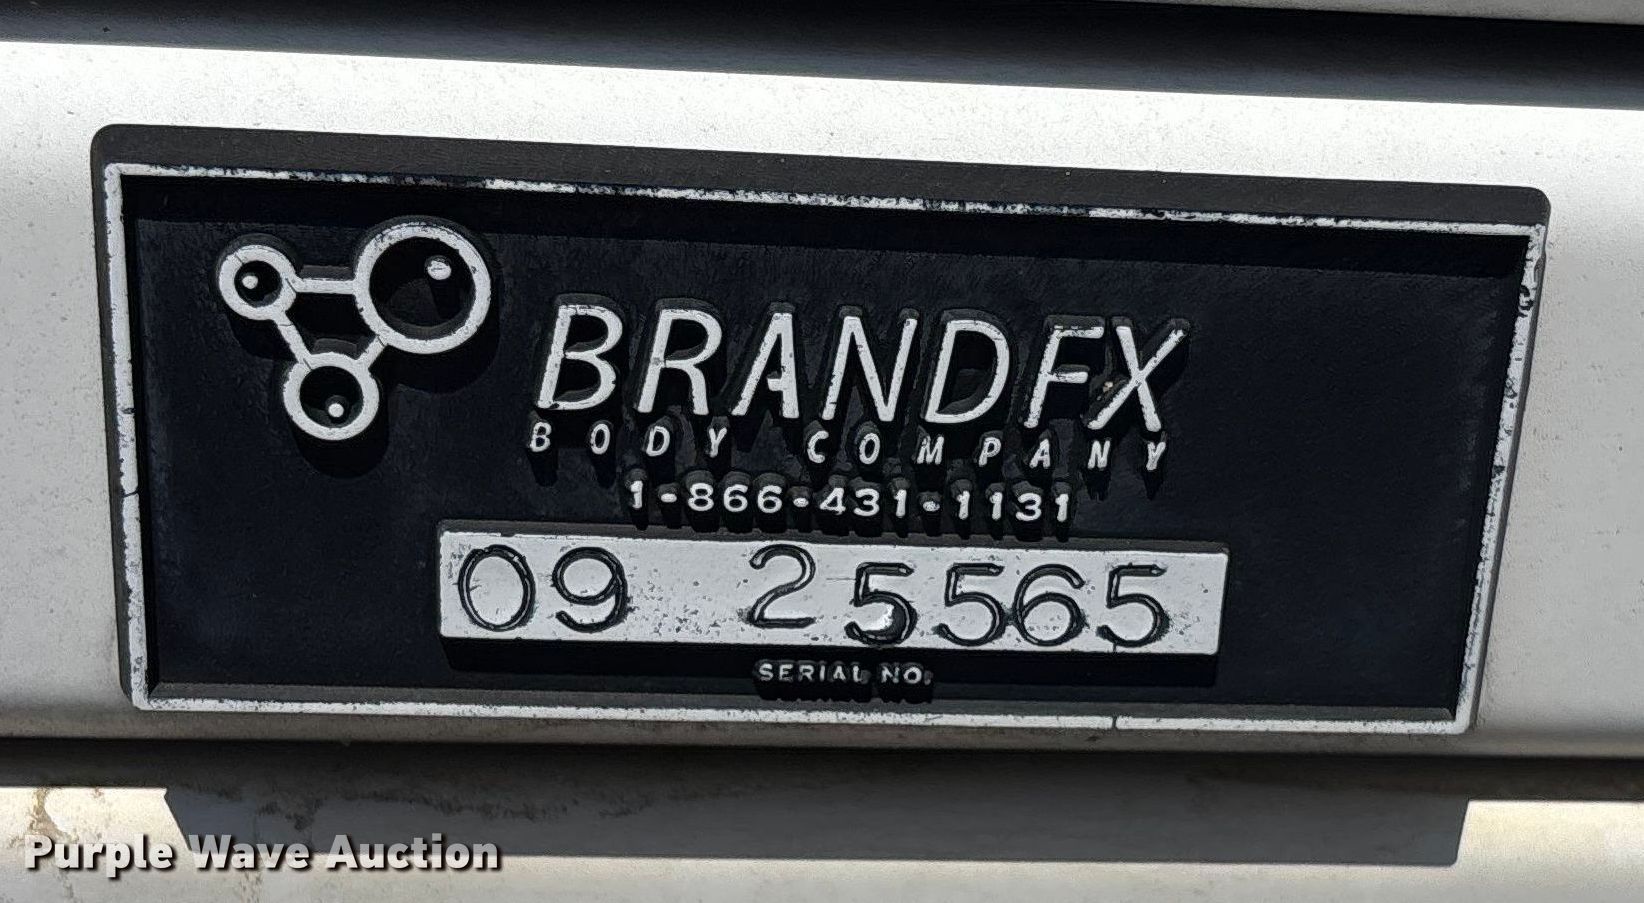 BRANDFX
BODY COMPANY
1-866-431-1131
09 25565
SERIAL NO.
Purple Wave Auction